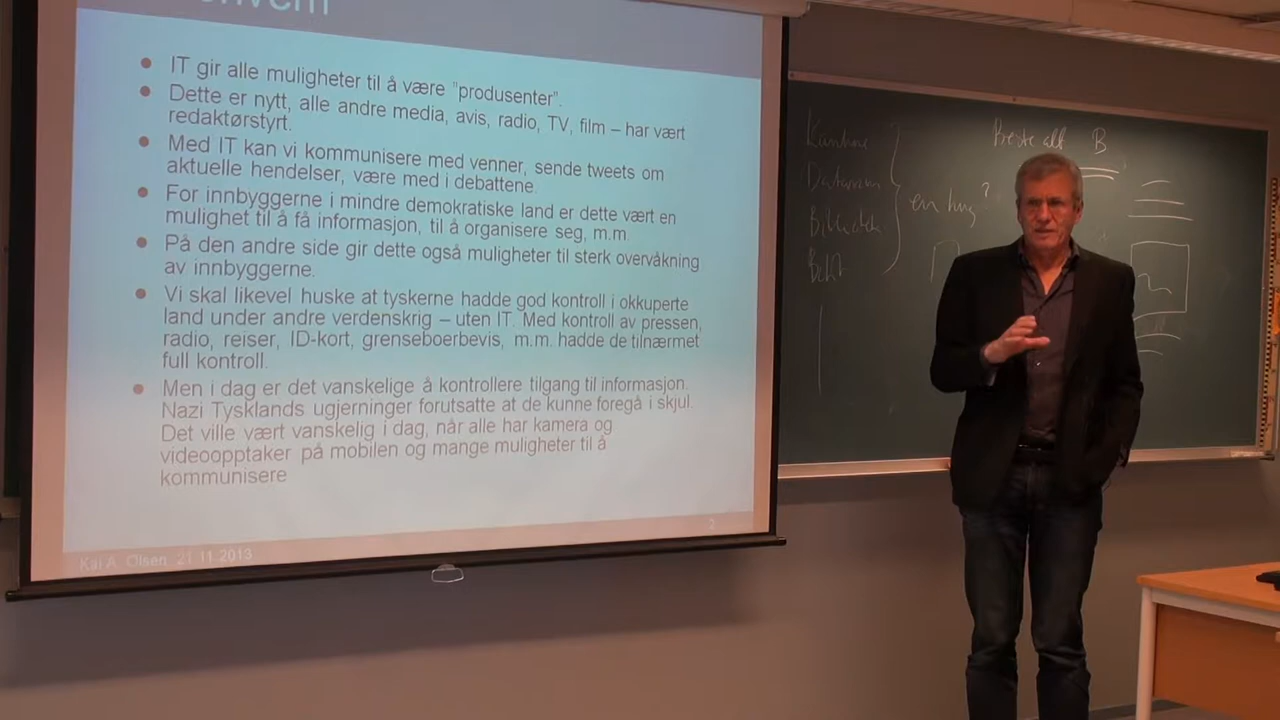 IT gir alle muligheter til å være "produsenter".
Dette er nytt, alle andre media, avis, radio, TV, film – har vært
redaktørstyrt.
Med IT kan vi kommunisere med venner, sende tweets om
aktuelle hendelser, være med i debattene.
For innbyggerne i mindre demokratiske land er dette vært en
mulighet til å få informasjon, til å organisere seg, m.m.
På den andre side gir dette også muligheter til sterk overvåkning
av innbyggerne.
Vi skal likevel huske at tyskerne hadde god kontroll i okkuperte
land under andre verdenskrig – uten IT. Med kontroll av pressen,
radio, reiser, ID-kort, grenseboerbevis, m.m. hadde de tilnærmet
full kontroll.
Men i dag er det vanskelige å kontrollere tilgang til informasjon.
Nazi Tysklands ugjerninger forutsatte at de kunne foregå i skjul.
Det ville vært vanskelig i dag, når alle har kamera og
videoopptaker på mobilen og mange muligheter til å
kommunisere
Kai A. Olsen, 21.11.2013
2
B
en
?